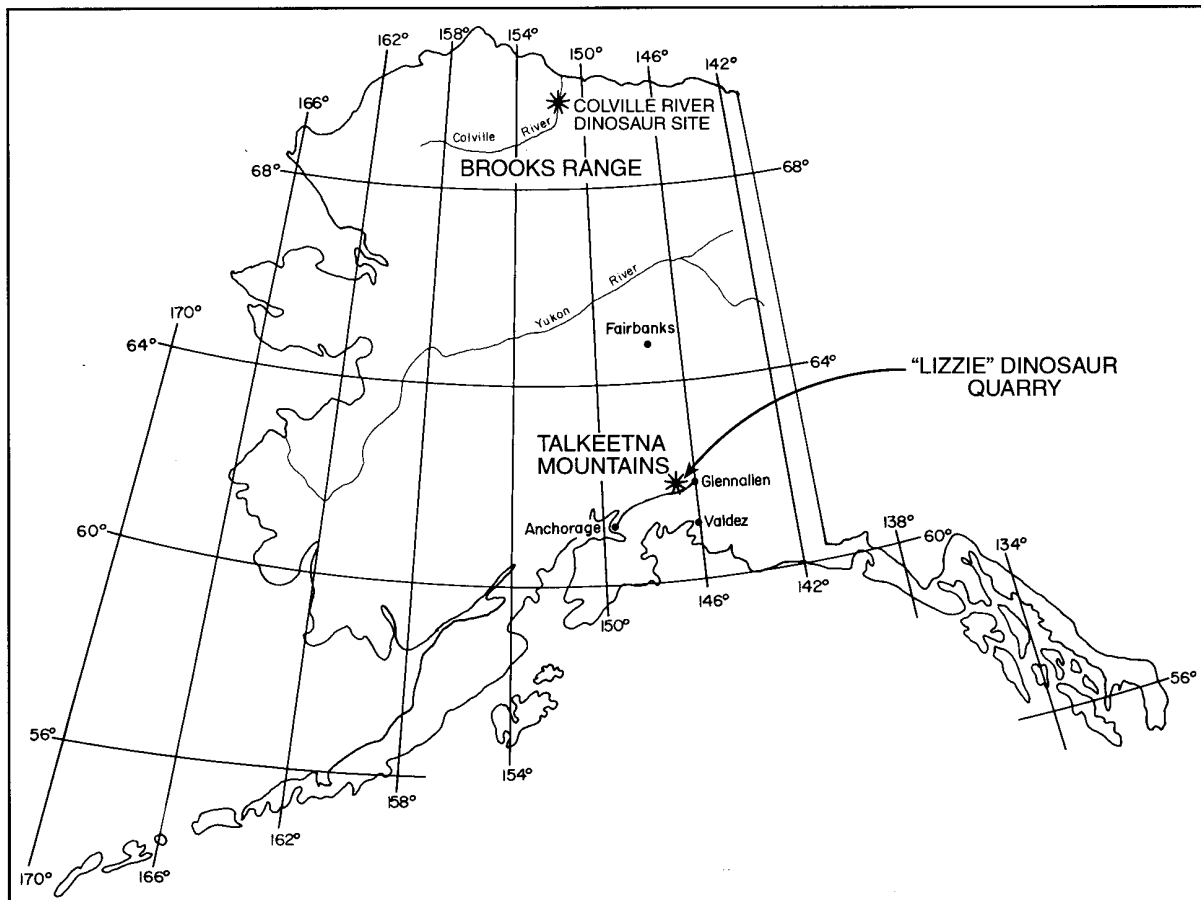 162°
158°
154°
150°
146°
142°
166°
COLVILLE RIVER
DINOSAUR SITE
Colville River
BROOKS RANGE
68°
68°
Yukon River
170°
Fairbanks
64°
64°
"LIZZIE" DINOSAUR
QUARRY
TALKEETNA
MOUNTAINS
Glennallen
Anchorage
Valdez
60°
138°
60°
134°
142°
146°
150°
56°
56°
154°
158°
162°
166°
170°